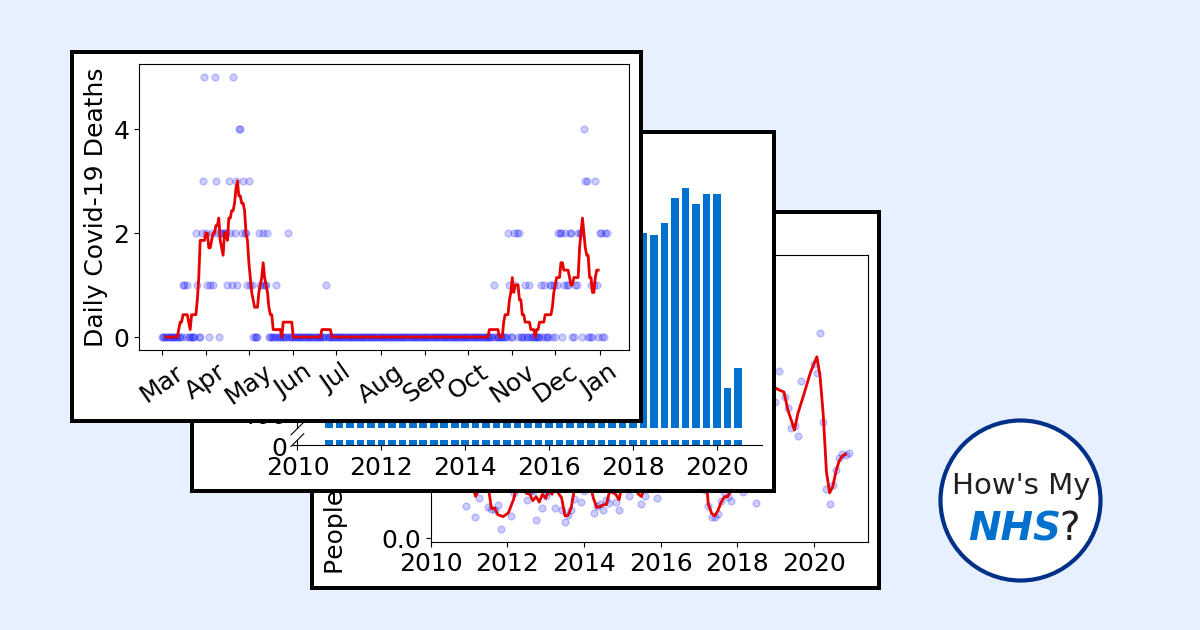 Daily Covid-19 Deaths
4
2
0
Mar Apr May Jun Jul Aug Sep Oct Nov Dec Jan
0
2010 2012 2014 2016 2018 2020
People
0.0
2010 2012 2014 2016 2018 2020
How's My
NHS?